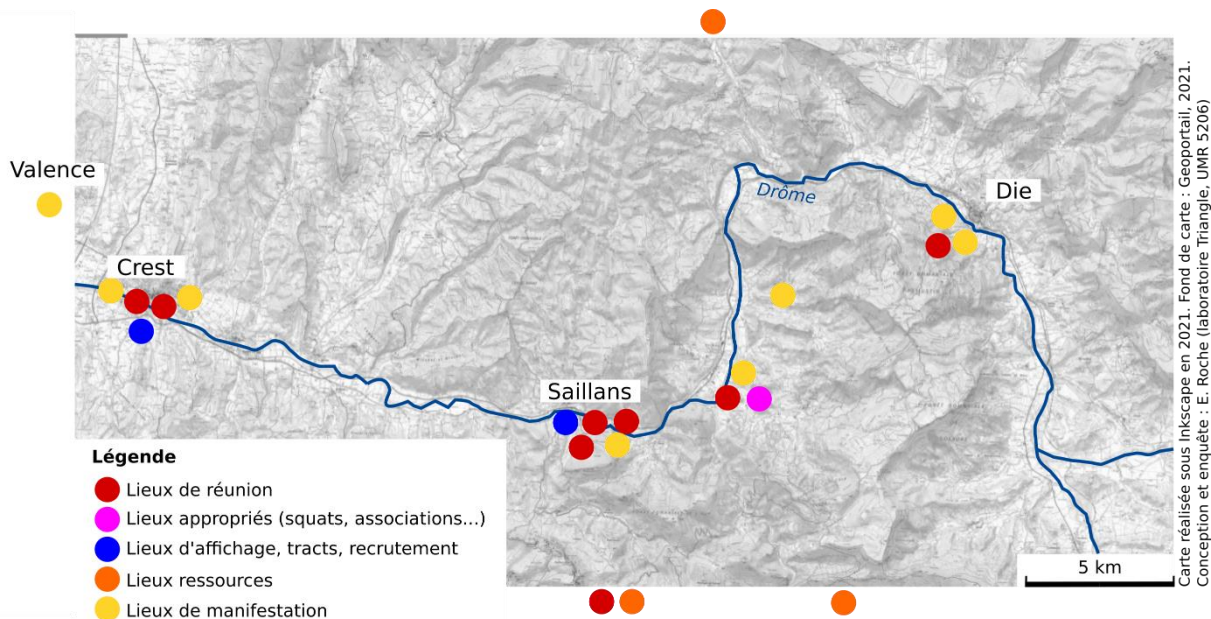 Valence
Crest
Saillans
Drôme
Die
Légende
Lieux de réunion
Lieux appropriés (squats, associations...)
Lieux d'affichage, tracts, recrutement
Lieux ressources
Lieux de manifestation
5 km
Carte réalisée sous Inkscape en 2021. Fond de carte : Geoportail, 2021.
Conception et enquête : E. Roche (laboratoire Triangle, UMR 5206)